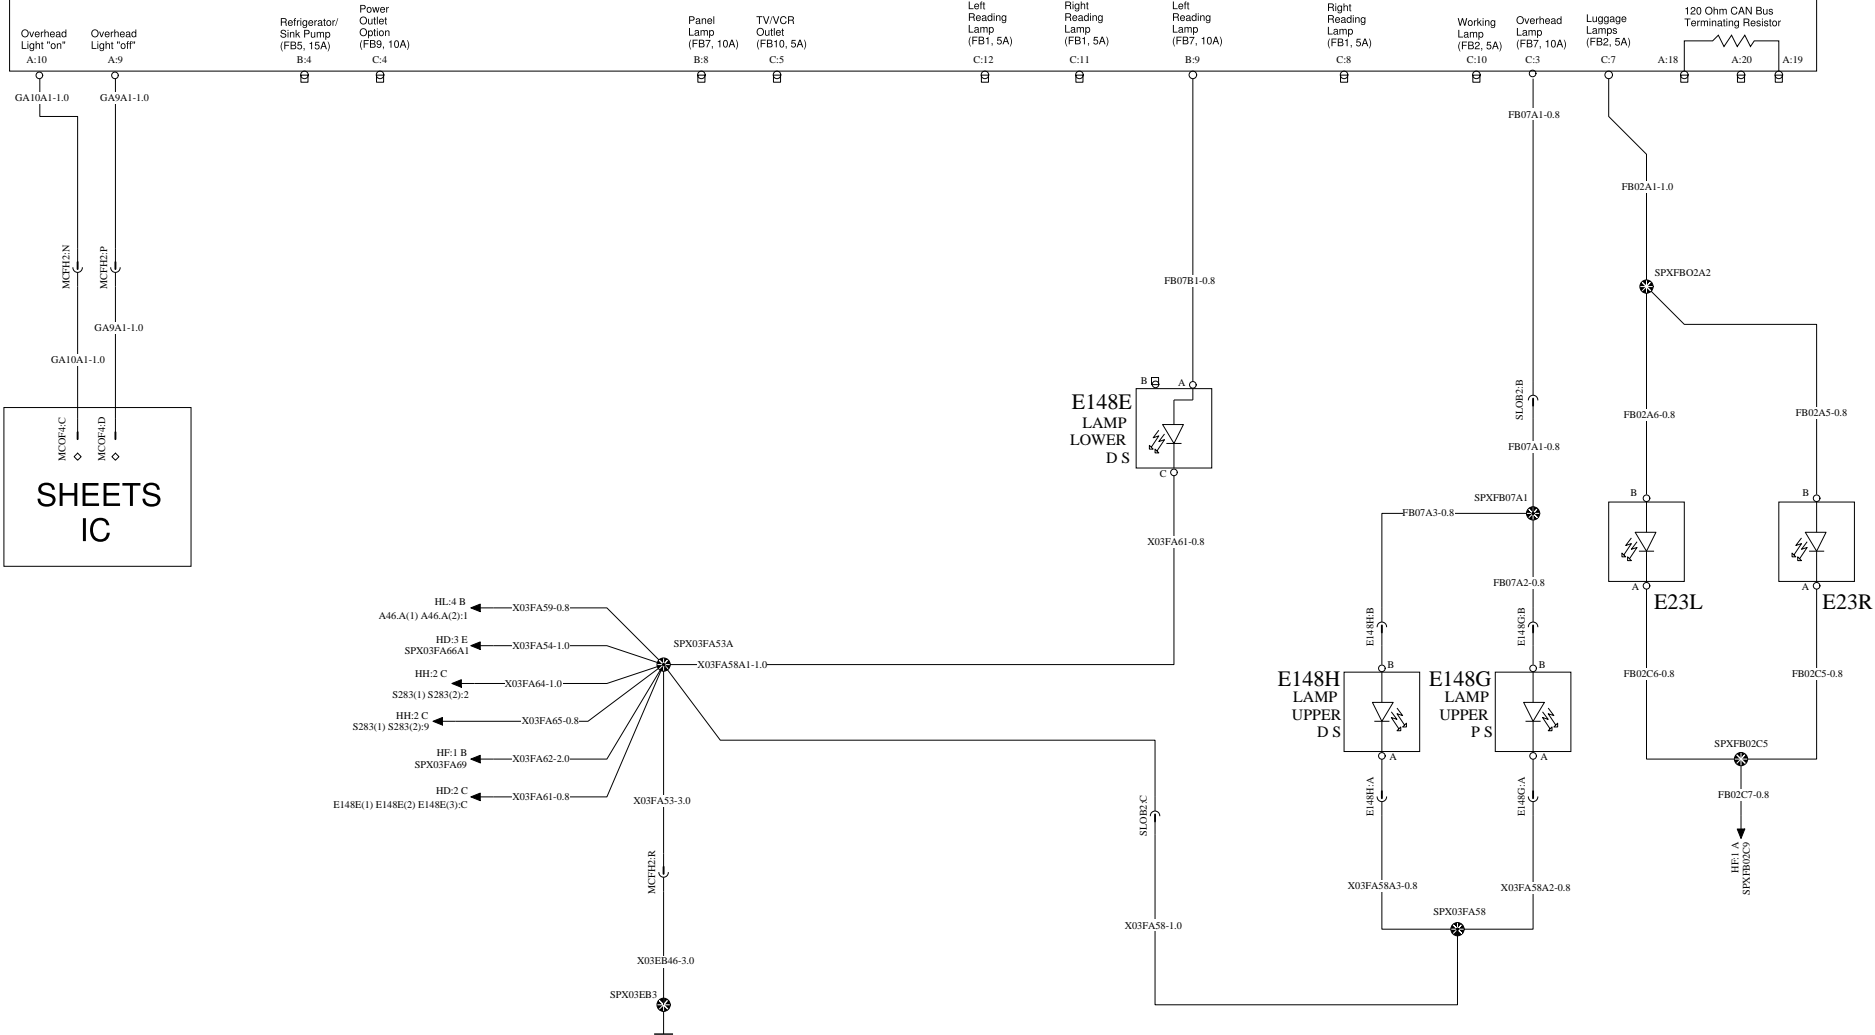 Overhead
Light "on"
A:10
Overhead
Light "off"
A:9
Refrigerator/
Sink Pump
(FB5, 15A)
B:4
Power
Outlet
Option
(FB9, 10A)
C:4
Panel
Lamp
(FB7, 10A)
B:8
TV/VCR
Outlet
(FB10, 5A)
C:5
Left
Reading
Lamp
(FB1, 5A)
C:12
Right
Reading
Lamp
(FB1, 5A)
C:11
Left
Reading
Lamp
(FB7, 10A)
B:9
Right
Reading
Lamp
(FB1, 5A)
C:8
Working
Lamp
(FB2, 5A)
C:10
Overhead
Lamp
(FB7, 10A)
C:3
Luggage
Lamps
(FB2, 5A)
C:7
120 Ohm CAN Bus
Terminating Resistor
A:18
A:20
A:19
GA10A1-1.0
GA9A1-1.0
MCFH2:N
MCFH2:P
GA9A1-1.0
GA10A1-1.0
MCOF4:C
MCOF4:D
SHEETS
IC
FB07B1-0.8
B
A
E148E
LAMP
LOWER
D S
C
X03FA61-0.8
FB07A1-0.8
SLOB2:B
FB07A1-0.8
SPXFB07A1
FB07A3-0.8
FB07A2-0.8
E148H:B
E148G:B
B
B
E148H
LAMP
UPPER
D S
E148G
LAMP
UPPER
P S
A
A
E148H:A
E148G:A
X03FA58A3-0.8
X03FA58A2-0.8
SPX03FA58
FB02A1-1.0
SPXFBO2A2
FB02A6-0.8
FB02A5-0.8
B
B
A
E23L
A
E23R
FB02C6-0.8
FB02C5-0.8
SPXFB02C5
FB02C7-0.8
HF:1 A
SPXFB02C9
HL:4 B
A46.A(1) A46.A(2):1
X03FA59-0.8
HD:3 E
SPX03FA66A1
X03FA54-1.0
HH:2 C
S283(1) S283(2):2
X03FA64-1.0
HH:2 C
S283(1) S283(2):9
X03FA65-0.8
HF:1 B
SPX03FA69
X03FA62-2.0
HD:2 C
E148E(1) E148E(2) E148E(3):C
X03FA61-0.8
SPX03FA53A
X03FA58A1-1.0
X03FA53-3.0
MCFH2:R
X03EB46-3.0
SPX03EB3
SLOB2:C
X03FA58-1.0